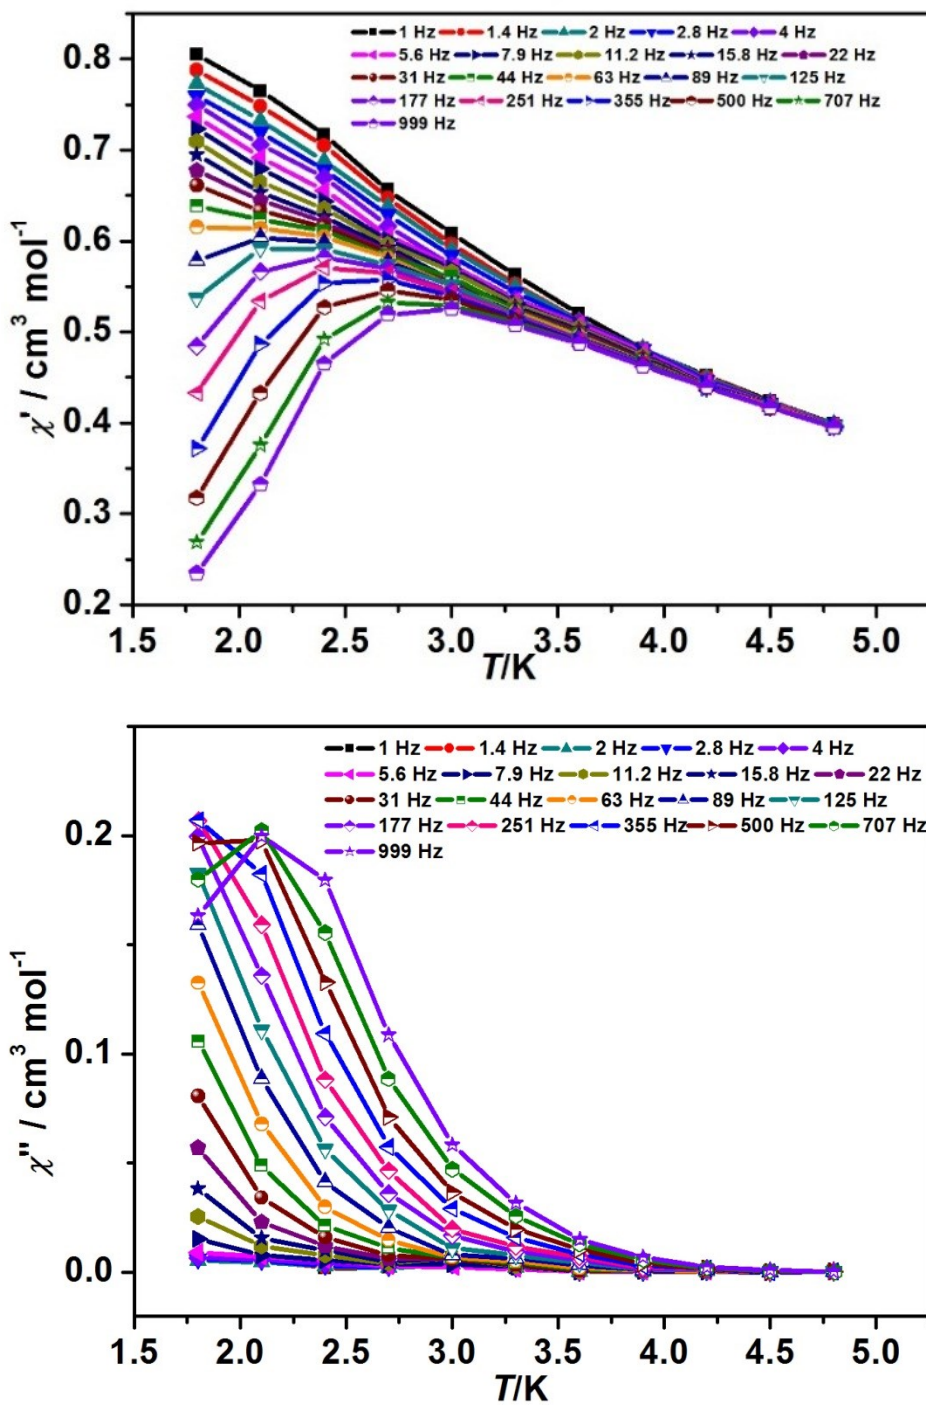 1 Hz 1.4 Hz 2 Hz 2.8 Hz 4 Hz
5.6 Hz 7.9 Hz 11.2 Hz 15.8 Hz 22 Hz
31 Hz 44 Hz 63 Hz 89 Hz 125 Hz
177 Hz 251 Hz 355 Hz 500 Hz 707 Hz
999 Hz
0.8
0.7
0.6
0.5
0.4
0.3
0.2
χ' / cm³ mol⁻¹
1.5 2.0 2.5 3.0 3.5 4.0 4.5 5.0
T/K
1 Hz 1.4 Hz 2 Hz 2.8 Hz 4 Hz
5.6 Hz 7.9 Hz 11.2 Hz 15.8 Hz 22 Hz
31 Hz 44 Hz 63 Hz 89 Hz 125 Hz
177 Hz 251 Hz 355 Hz 500 Hz 707 Hz
999 Hz
0.2
0.1
0.0
χ'' / cm³ mol⁻¹
1.5 2.0 2.5 3.0 3.5 4.0 4.5 5.0
T/K